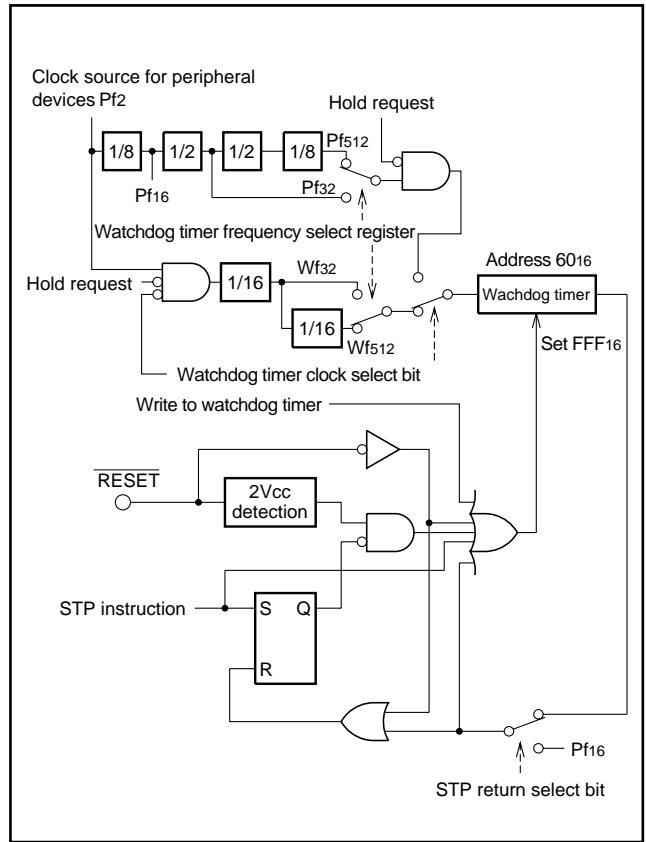 Clock source for peripheral
devices Pf2
Hold request
1/8
1/2
1/2
1/8
Pf512
Pf16
Pf32
Watchdog timer frequency select register
Address 6016
Hold request
1/16
Wf32
Wachdog timer
1/16
Wf512
Set FFF16
Watchdog timer clock select bit
Write to watchdog timer
RESET
2Vcc
detection
STP instruction
S Q
R
Pf16
STP return select bit